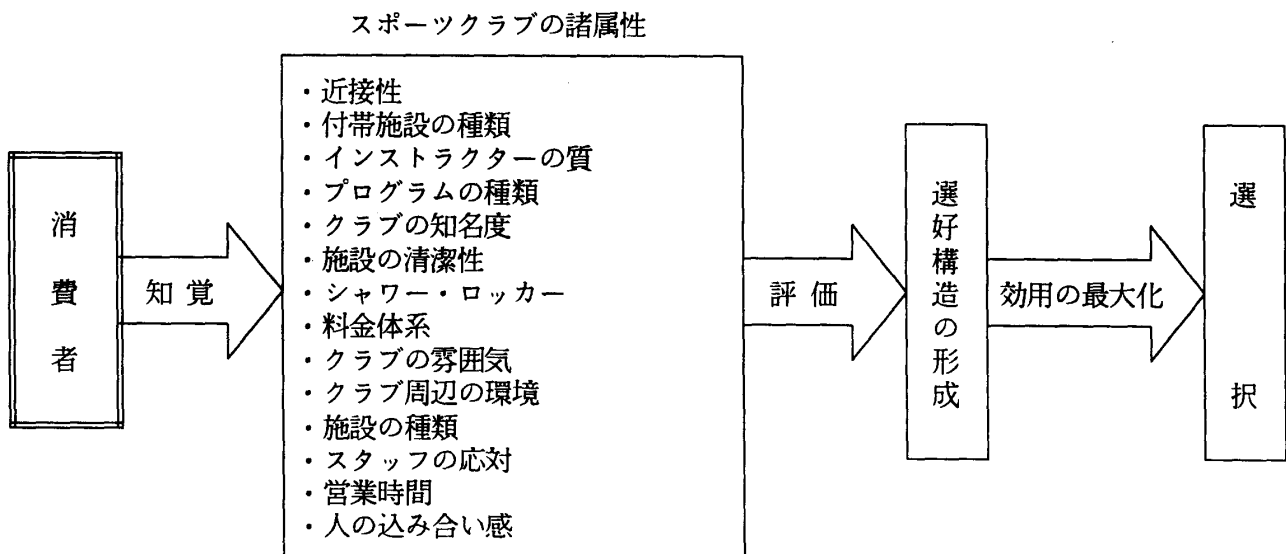 スポーツクラブの諸属性
消費者
知覚
・近接性
・付帯施設の種類
・インストラクターの質
・プログラムの種類
・クラブの知名度
・施設の清潔性
・シャワー・ロッカー
・料金体系
・クラブの雰囲気
・クラブ周辺の環境
・施設の種類
・スタッフの応対
・営業時間
・人の込み合い感
評価
選好構造の形成
効用の最大化
選択